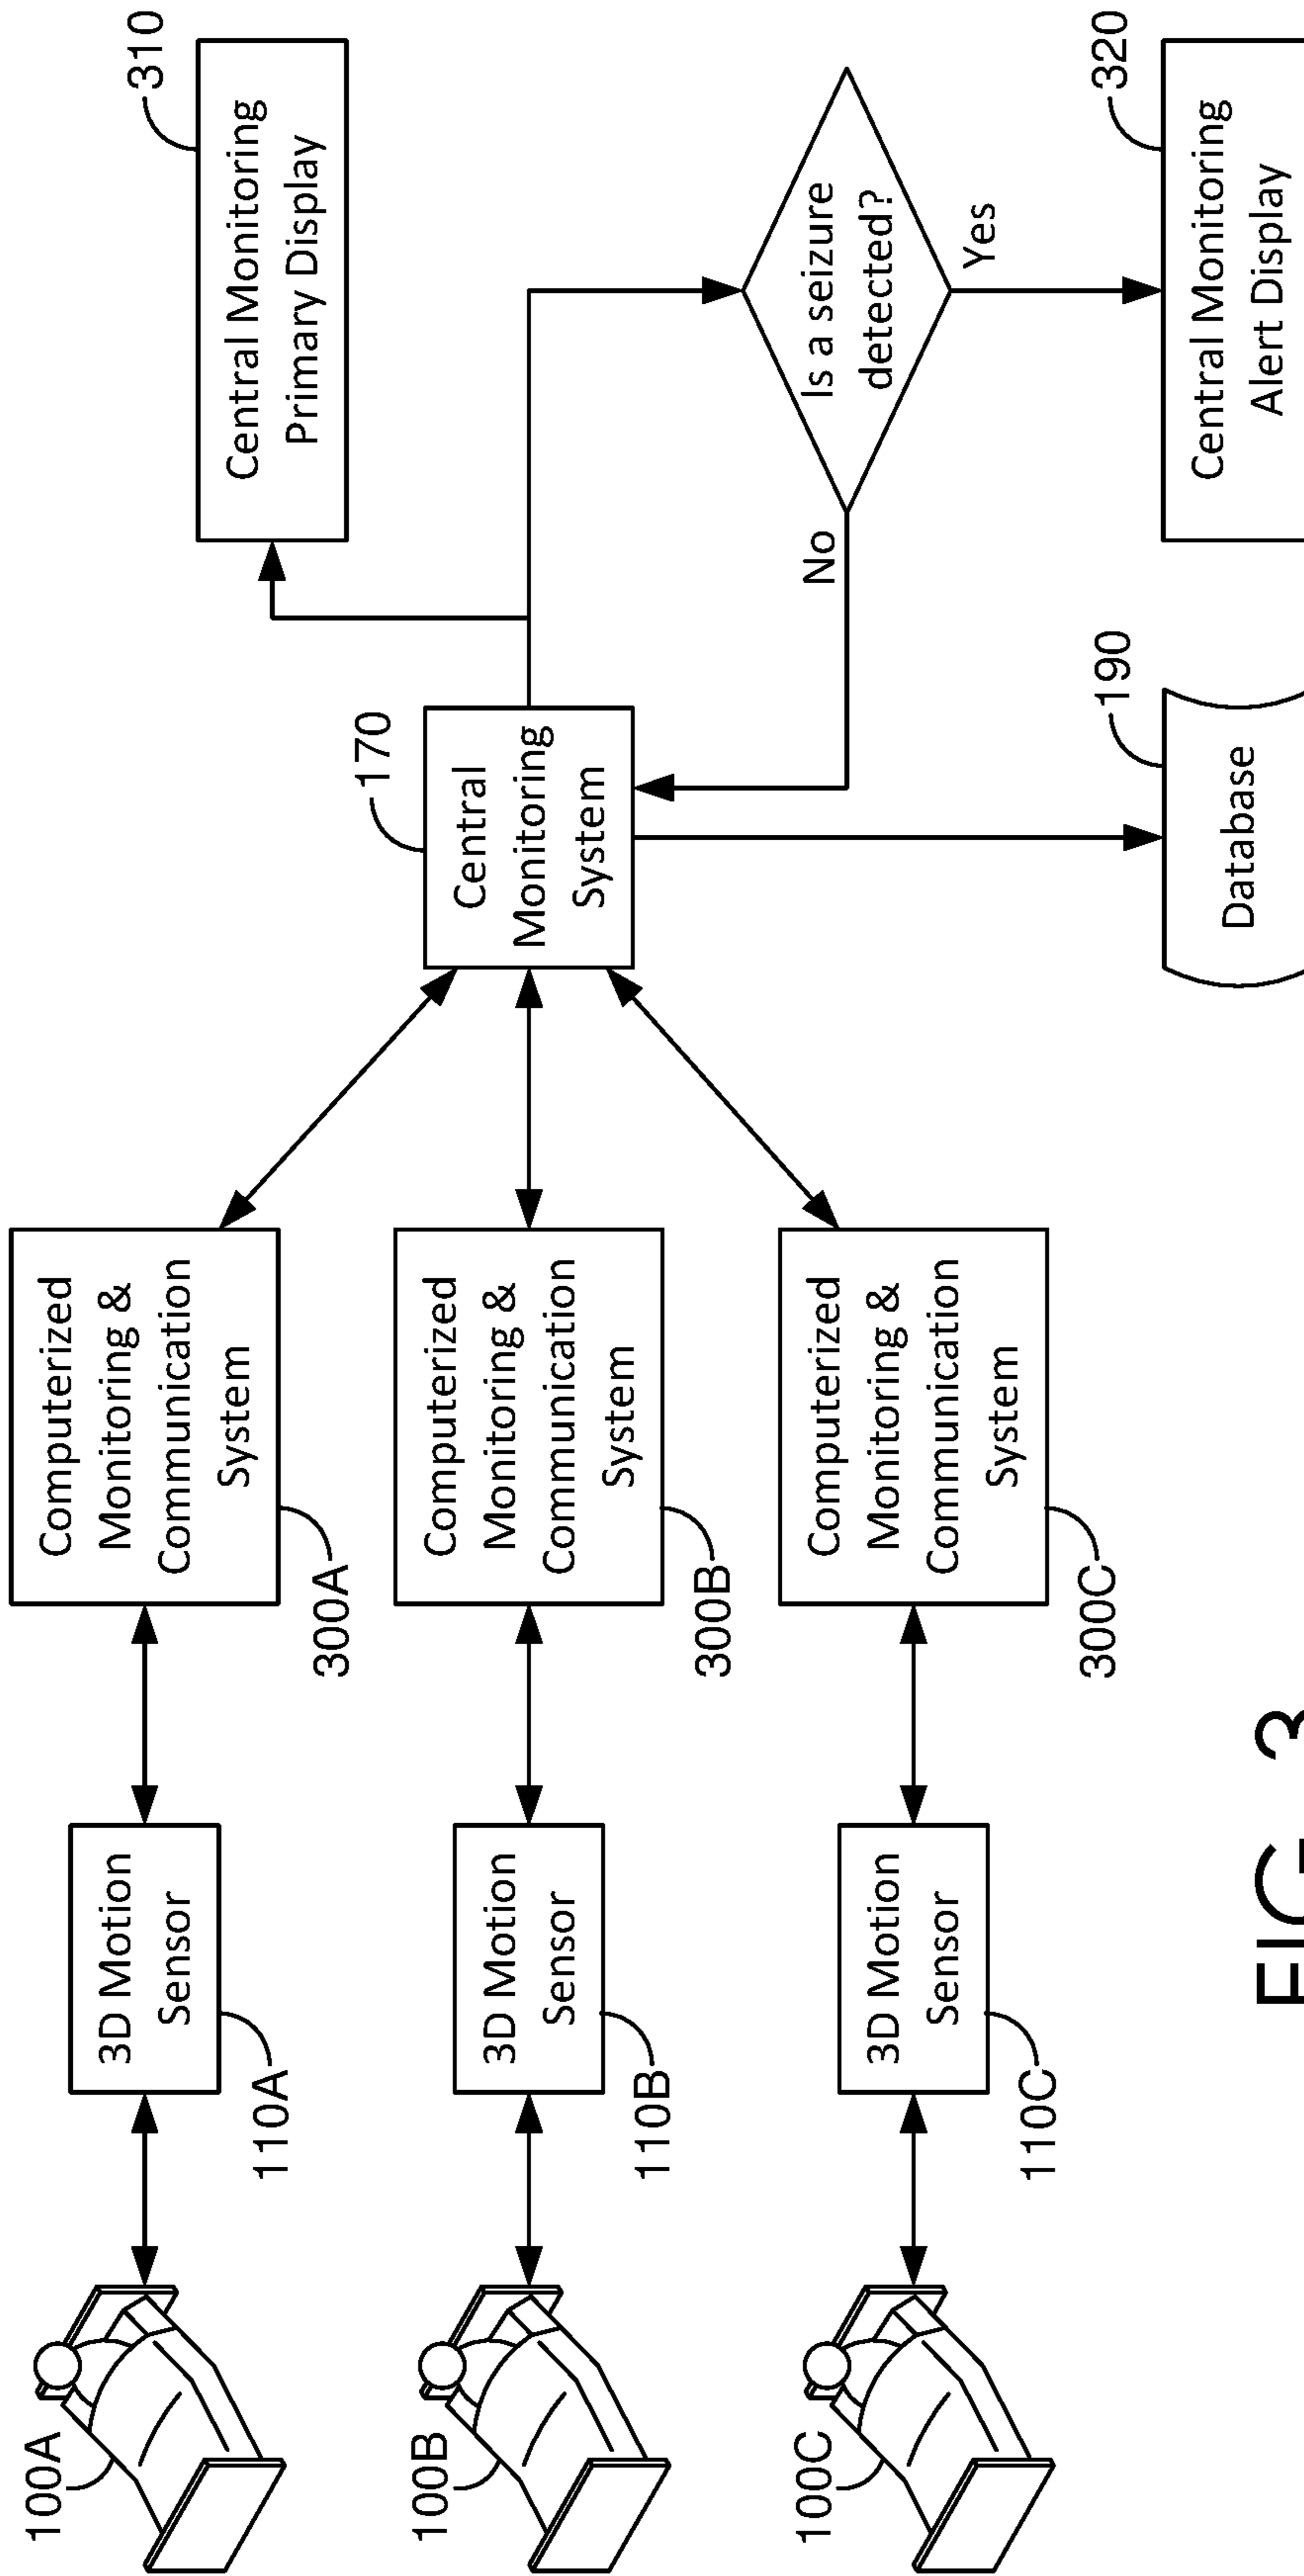 100A
110A
3D Motion
Sensor
300A
Computerized
Monitoring &
Communication
System
100B
110B
3D Motion
Sensor
300B
Computerized
Monitoring &
Communication
System
100C
110C
3D Motion
Sensor
300C
Computerized
Monitoring &
Communication
System
170
Central
Monitoring
System
310
Central Monitoring
Primary Display
Is a seizure
detected?
No
Yes
190
Database
320
Central Monitoring
Alert Display
FIG. 3